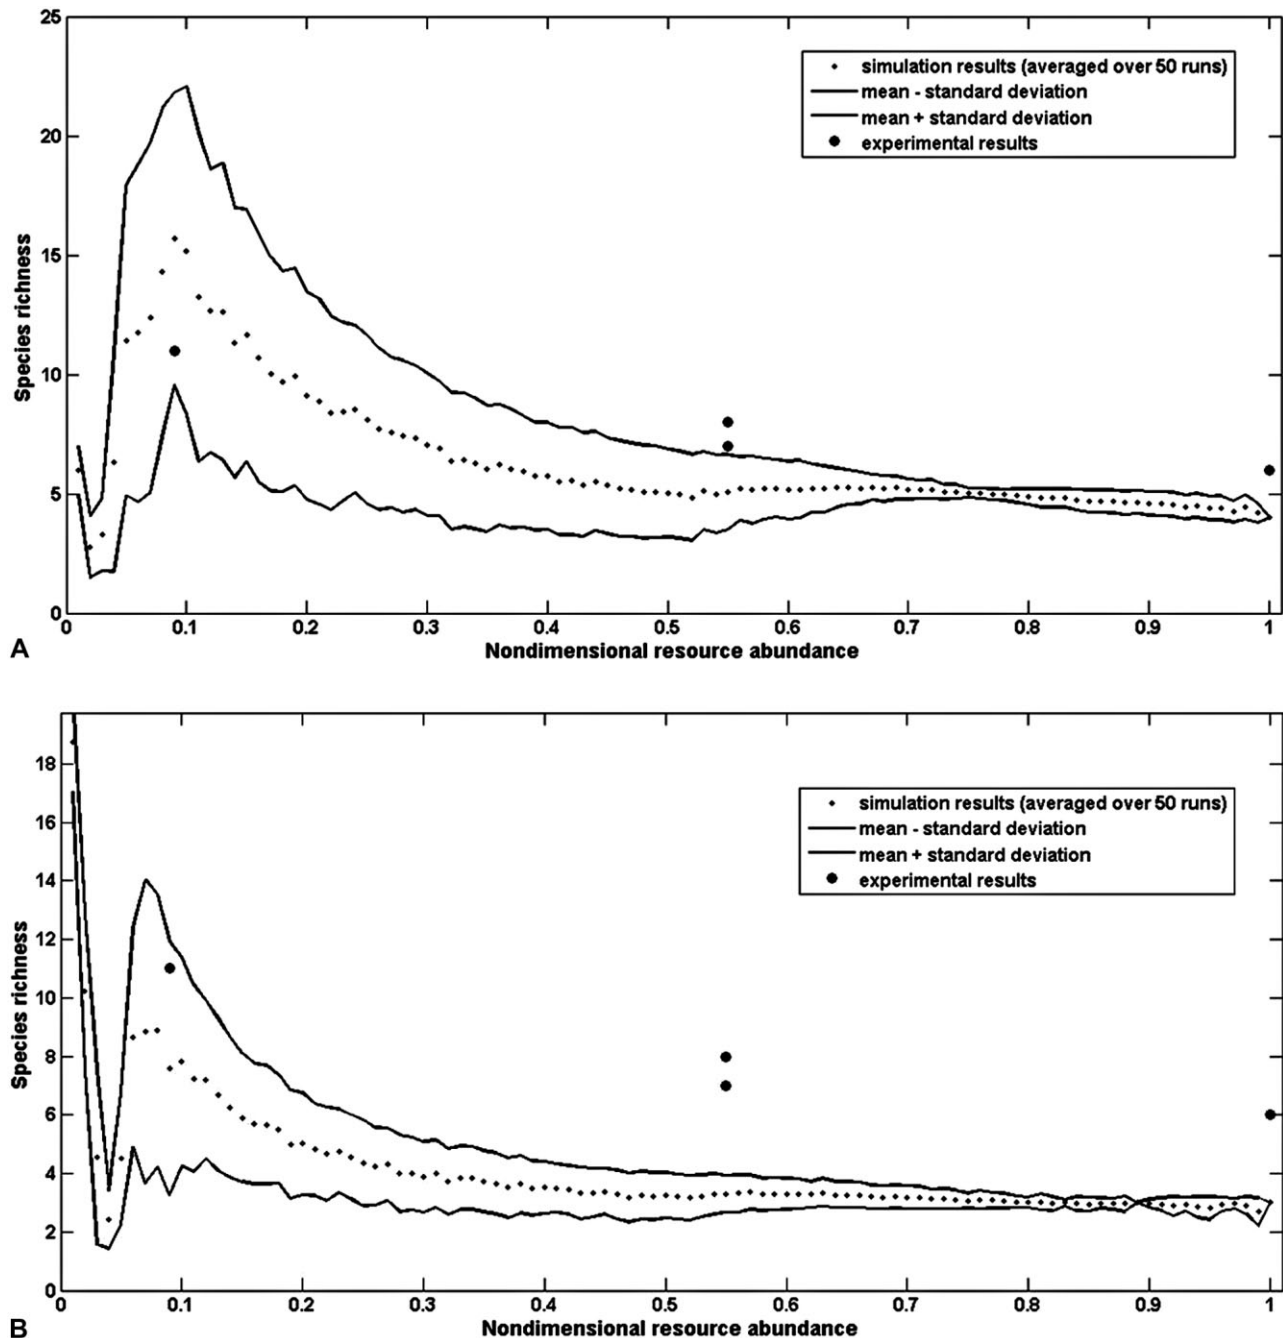 25
20
15
10
5
0
Species richness
simulation results (averaged over 50 runs)
mean - standard deviation
mean + standard deviation
experimental results
0 0.1 0.2 0.3 0.4 0.5 0.6 0.7 0.8 0.9 1
Nondimensional resource abundance
A
18
16
14
12
10
8
6
4
2
0
Species richness
simulation results (averaged over 50 runs)
mean - standard deviation
mean + standard deviation
experimental results
0 0.1 0.2 0.3 0.4 0.5 0.6 0.7 0.8 0.9 1
Nondimensional resource abundance
B